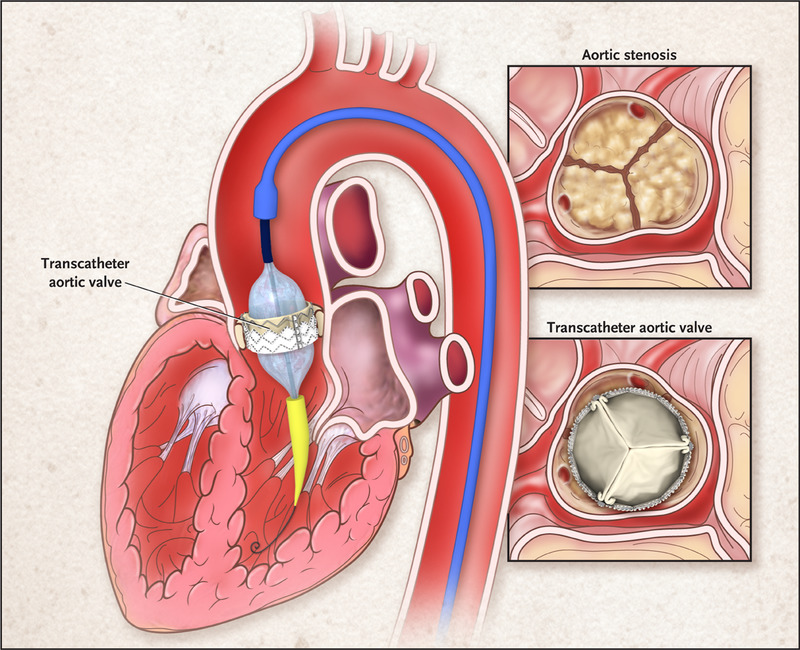 Aortic stenosis
Transcatheter
aortic valve
Transcatheter aortic valve